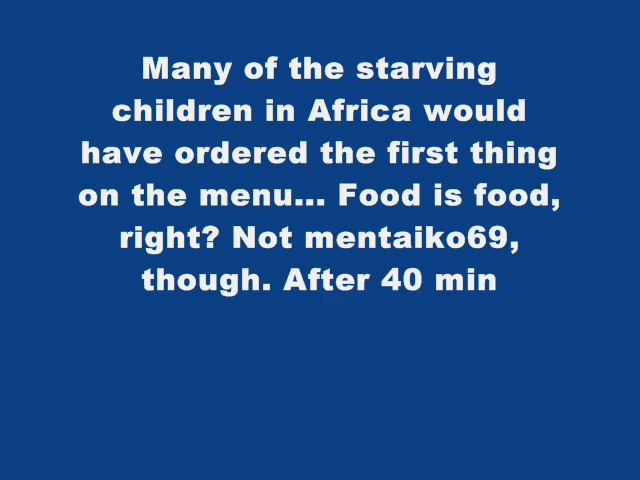 Many of the starving
children in Africa would
have ordered the first thing
on the menu... Food is food,
right? Not mentaiko69,
though. After 40 min